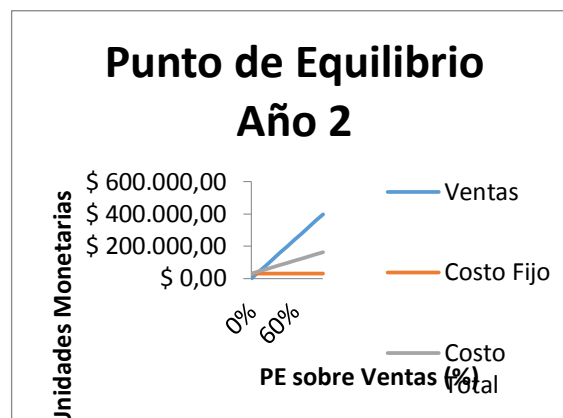 Punto de Equilibrio
Año 2
Unidades Monetarias
$ 600.000,00
$ 400.000,00
$ 200.000,00
$ 0,00
0%
60%
PE sobre Ventas (%)
Ventas
Costo Fijo
Costo
Total